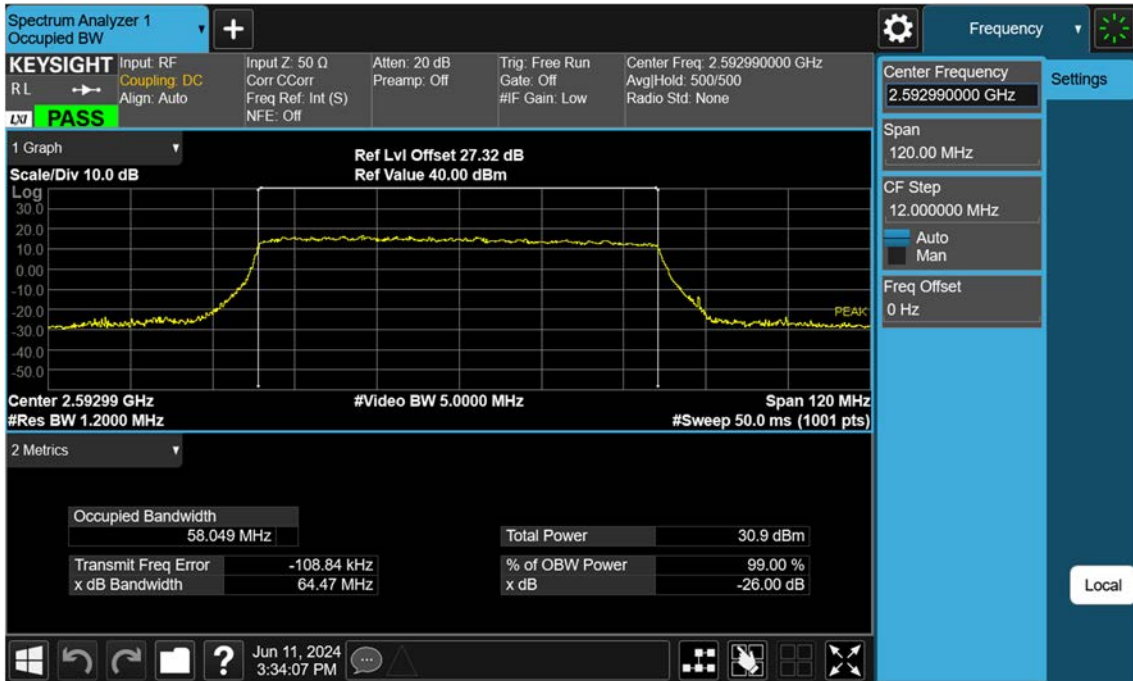 Spectrum Analyzer 1
Occupied BW
+
Frequency
KEYSIGHT
R L
LXI PASS
Input: RF
Coupling: DC
Align: Auto
Input Z: 50 Ω
Corr CCorr
Freq Ref: Int (S)
NFE: Off
Atten: 20 dB
Preamp: Off
Trig: Free Run
Gate: Off
#IF Gain: Low
Center Freq: 2.592990000 GHz
Avg|Hold: 500/500
Radio Std: None
1 Graph
Scale/Div 10.0 dB
Ref Lvl Offset 27.32 dB
Ref Value 40.00 dBm
Log
30.0
20.0
10.0
0.00
-10.0
-20.0
-30.0
-40.0
-50.0
PEAK
Center 2.59299 GHz
#Video BW 5.0000 MHz
Span 120 MHz
#Res BW 1.2000 MHz
#Sweep 50.0 ms (1001 pts)
2 Metrics
Occupied Bandwidth
58.049 MHz
Total Power 30.9 dBm
Transmit Freq Error -108.84 kHz
% of OBW Power 99.00 %
x dB Bandwidth 64.47 MHz
x dB -26.00 dB
Center Frequency
2.592990000 GHz
Settings
Span
120.00 MHz
CF Step
12.000000 MHz
Auto
Man
Freq Offset
0 Hz
Local
?
Jun 11, 2024
3:34:07 PM